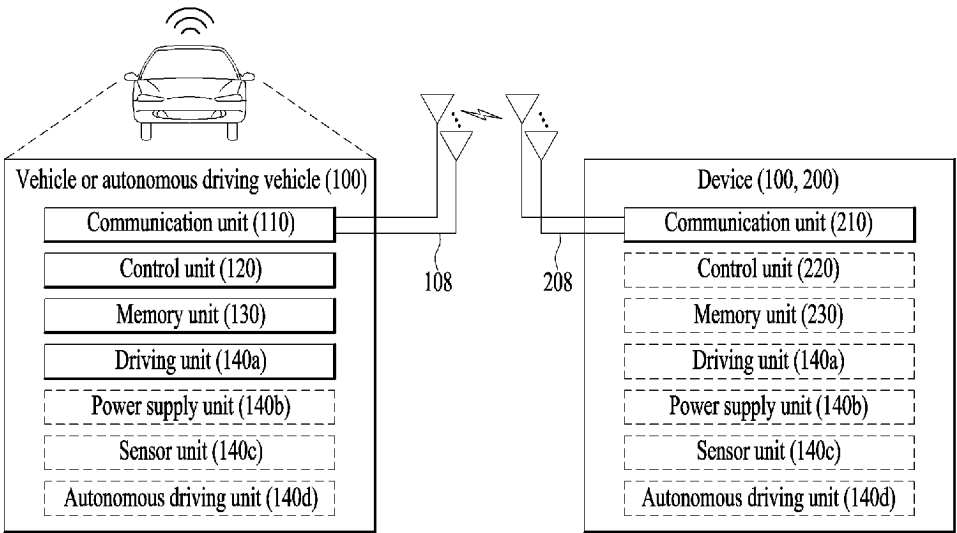 Vehicle or autonomous driving vehicle (100)
Communication unit (110)
Control unit (120)
Memory unit (130)
Driving unit (140a)
Power supply unit (140b)
Sensor unit (140c)
Autonomous driving unit (140d)
108
208
Device (100, 200)
Communication unit (210)
Control unit (220)
Memory unit (230)
Driving unit (140a)
Power supply unit (140b)
Sensor unit (140c)
Autonomous driving unit (140d)